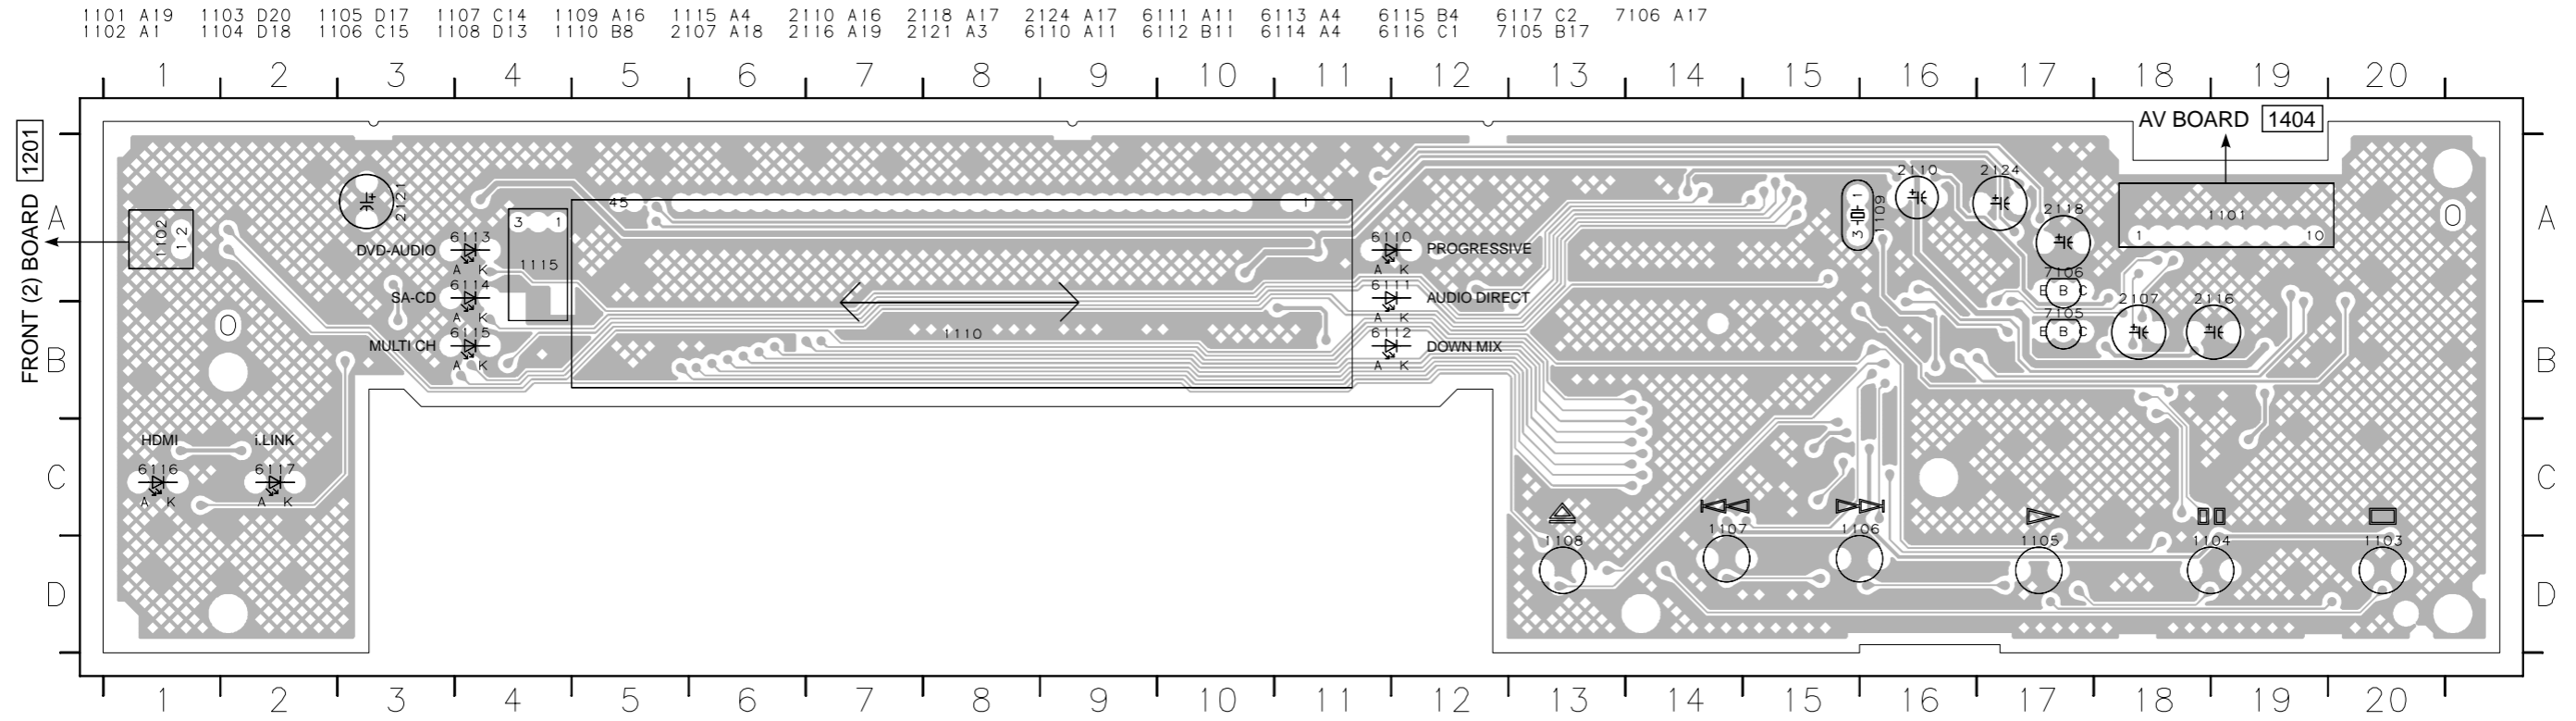 1101 A19 1103 D20 1105 D17 1107 C14 1109 A16 1115 A4 2110 A16 2118 A17 2124 A17 6111 A11 6113 A4 6115 B4 6117 C2 7106 A17
1102 A1 1104 D18 1106 C15 1108 D13 1110 B8 2107 A18 2116 A19 2121 A3 6110 A11 6112 B11 6114 A4 6116 C1 7105 B17
1 2 3 4 5 6 7 8 9 10 11 12 13 14 15 16 17 18 19 20
AV BOARD 1404
FRONT (2) BOARD 1201
A
A
B
B
C
C
D
D
2121
45
1
2110
2124
2118
1109
1
3
1101
1
10
1102
1 2
3 1
1115
DVD-AUDIO
6113
A K
SA-CD
6114
A K
MULTI CH
6115
A K
6110
PROGRESSIVE
A K
6111
AUDIO DIRECT
A K
6112
DOWN MIX
A K
1110
7106
E B C
7105
E B C
2107
2116
HDMI
i.LINK
6116
A K
6117
A K
1108
1107
1106
1105
1104
1103
1 2 3 4 5 6 7 8 9 10 11 12 13 14 15 16 17 18 19 20